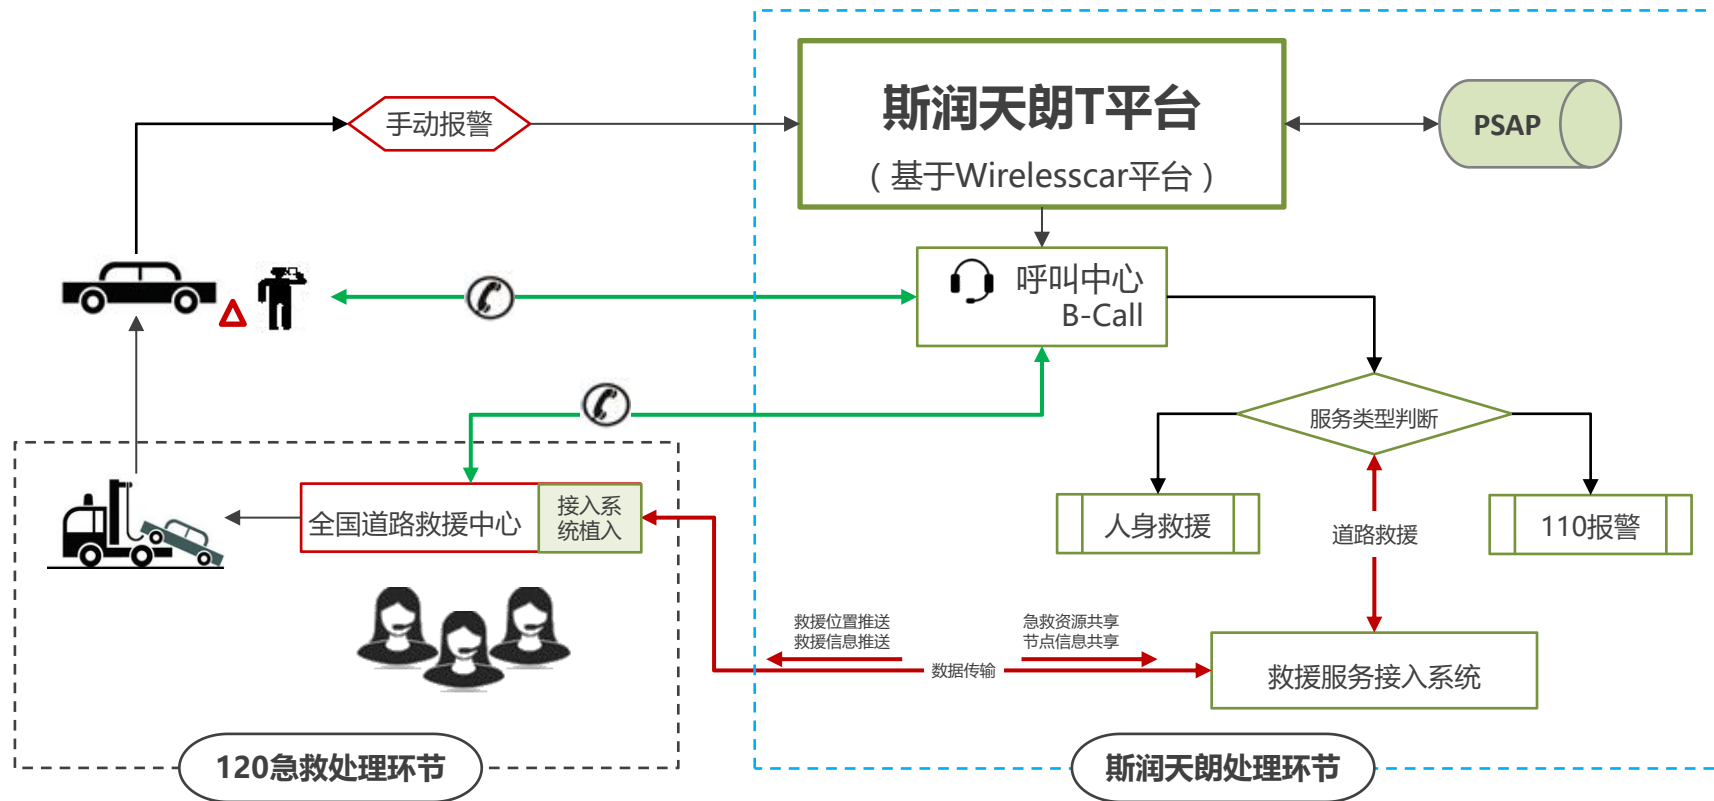 斯润天朗T平台
（基于Wirelesscar平台）
手动报警
PSAP
呼叫中心
B-Call
服务类型判断
人身救援
道路救援
110报警
全国道路救援中心
接入系
统植入
救援位置推送
救援信息推送
急救资源共享
节点信息共享
数据传输
救援服务接入系统
120急救处理环节
斯润天朗处理环节